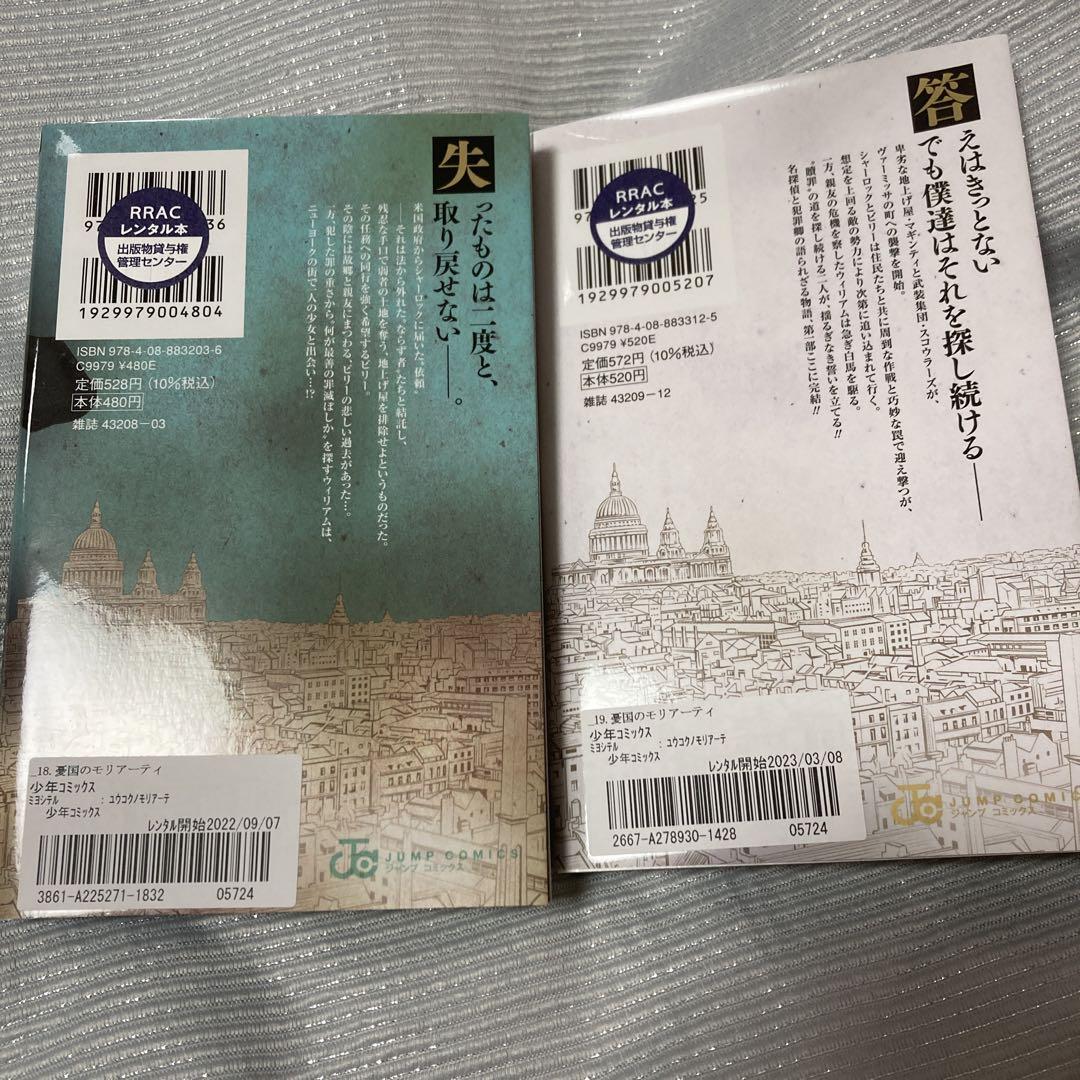 失
ったものは二度と、
取り戻せない――。
米国政府からシャーロックに届いた“依頼”
――それは法から外れた“ならず者”たちと結託し、
残忍な手口で弱者の土地を奪う、地上げ屋を排除せよというものだった。
その任務への同行を強く希望するビリー。
その陰には故郷と親友にまつわる、ビリーの悲しい過去があった…。
一方、“犯した罪の重さから”何が最善の罪滅ぼしか”を探すウィリアムは、
ニューヨークの街で一人の少女と出会い…!?
RRAC
レンタル本
出版物貸与権
管理センター
1929979004804
ISBN 978-4-08-883203-6
C9979 ¥480E
定価528円(10%税込)
本体480円
雑誌 43208-03
_18. 憂国のモリアーティ
少年コミックス
ミヨシテル : ユウコクノモリアーテ
少年コミックス
レンタル開始2022/09/07
3861-A225271-1832 05724
JUMP COMICS
ジャンプ コミックス
答
えはきっとない
でも僕達はそれを探し続ける――
卑劣な地上げ屋・マギンティと武装集団・スコウラーズが、
ヴァーミッサの町への襲撃を開始。
シャーロックとビリーは住民たちと共に周到な作戦と巧妙な罠で迎え撃つが、
想定を上回る敵の勢力により次第に追い込まれて行く。
一方、親友の危機を察したウィリアムは急ぎ白馬を駆る。
“贖罪”の道を探し続ける二人が、揺るぎなき誓いを立てる!!
名探偵と犯罪卿の語られざる物語、第一部ここに完結!!
RRAC
レンタル本
出版物貸与権
管理センター
1929979005207
ISBN 978-4-08-883312-5
C9979 ¥520E
定価572円(10%税込)
本体520円
雑誌 43209-12
_19. 憂国のモリアーティ
少年コミックス
ミヨシテル : ユウコクノモリアーテ
少年コミックス
レンタル開始2023/03/08
2667-A278930-1428 05724
JUMP COMICS
ジャンプ コミックス